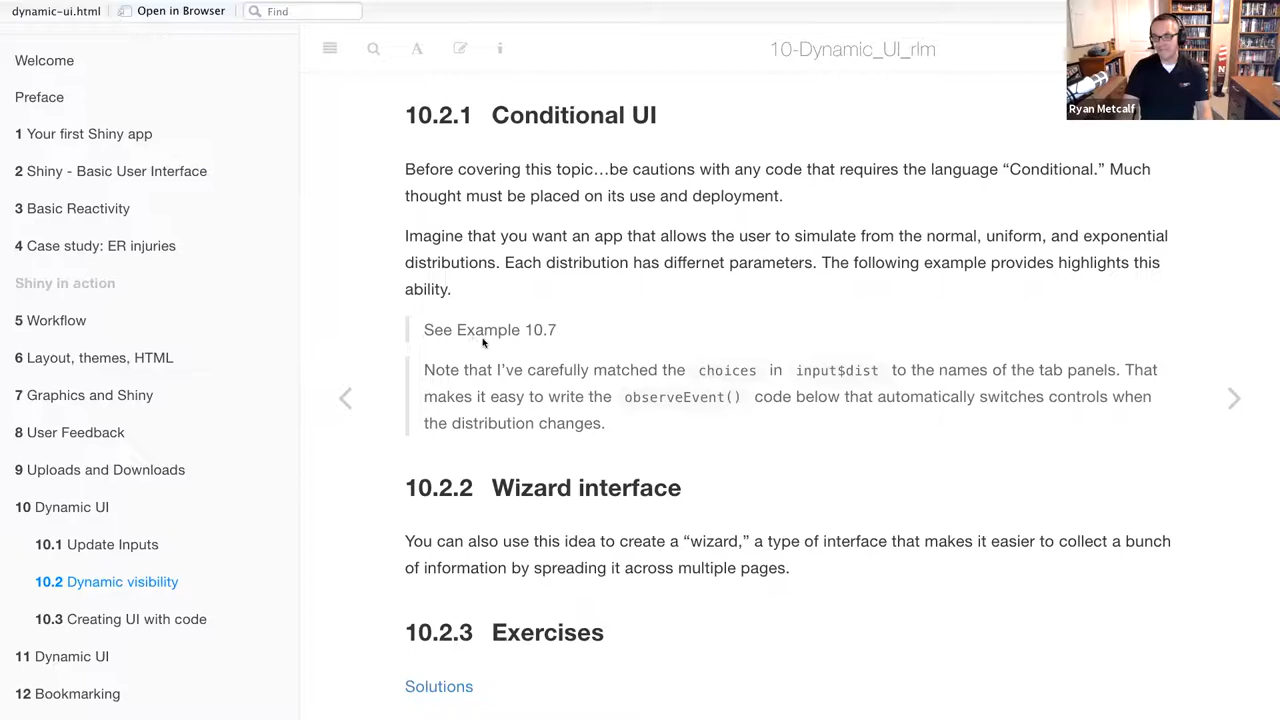 dynamic-ui.html
Open in Browser
Find
Welcome
Preface
1 Your first Shiny app
2 Shiny - Basic User Interface
3 Basic Reactivity
4 Case study: ER injuries
Shiny in action
5 Workflow
6 Layout, themes, HTML
7 Graphics and Shiny
8 User Feedback
9 Uploads and Downloads
10 Dynamic UI
10.1 Update Inputs
10.2 Dynamic visibility
10.3 Creating UI with code
11 Dynamic UI
12 Bookmarking
A
i
10-Dynamic_UI_rlm
Ryan Metcalf
10.2.1 Conditional UI
Before covering this topic…be cautions with any code that requires the language “Conditional.” Much
thought must be placed on its use and deployment.
Imagine that you want an app that allows the user to simulate from the normal, uniform, and exponential
distributions. Each distribution has differnet parameters. The following example provides highlights this
ability.
See Example 10.7
Note that I’ve carefully matched the choices in input$dist to the names of the tab panels. That
makes it easy to write the observeEvent() code below that automatically switches controls when
the distribution changes.
10.2.2 Wizard interface
You can also use this idea to create a “wizard,” a type of interface that makes it easier to collect a bunch
of information by spreading it across multiple pages.
10.2.3 Exercises
Solutions